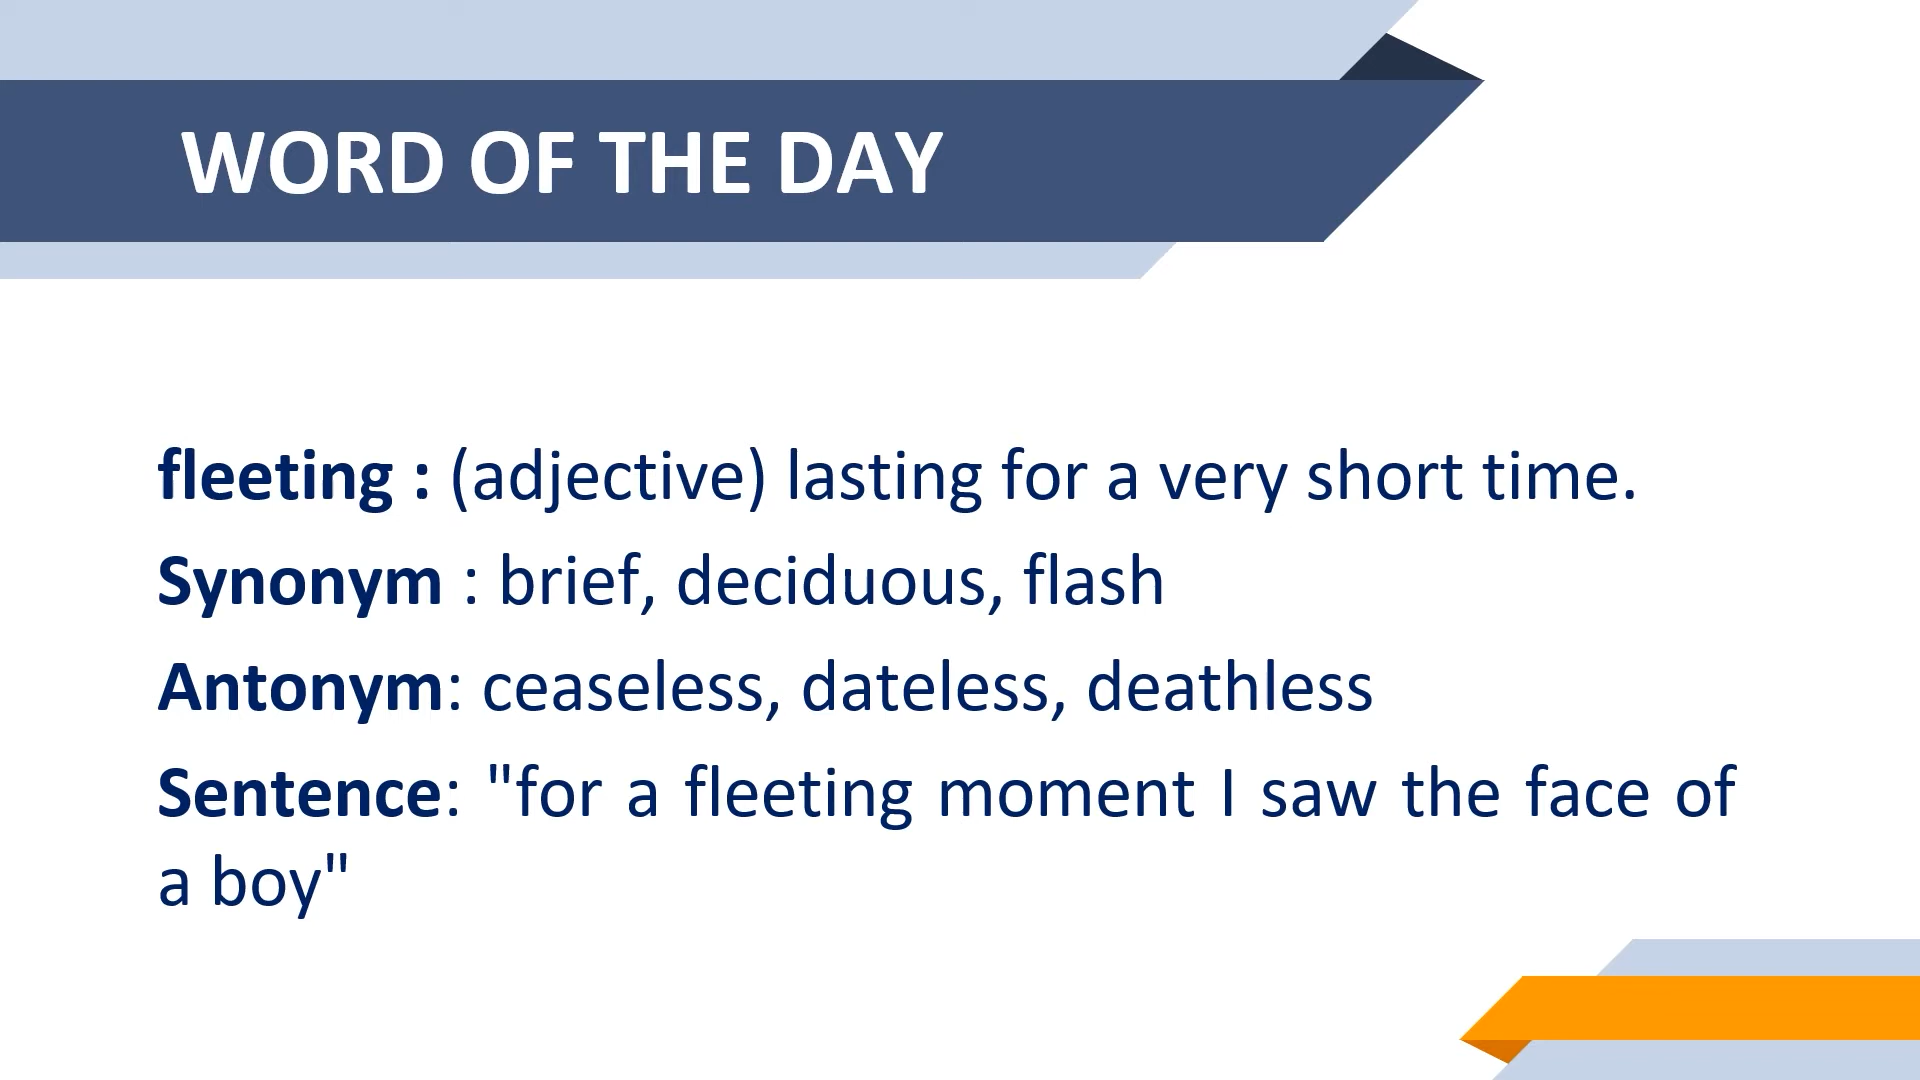 WORD OF THE DAY
fleeting : (adjective) lasting for a very short time.
Synonym : brief, deciduous, flash
Antonym: ceaseless, dateless, deathless
Sentence: "for a fleeting moment I saw the face of
a boy"